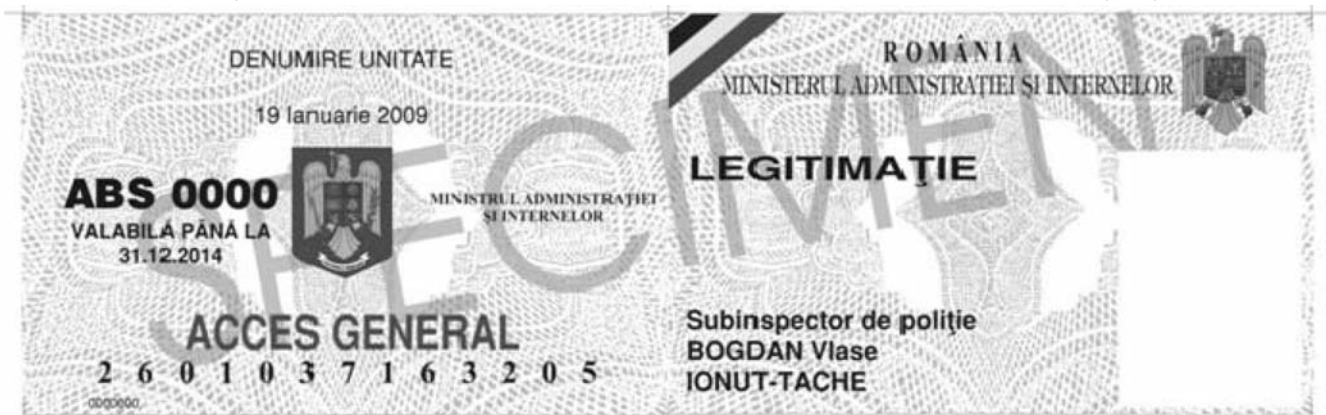 DENUMIRE UNITATE
19 Ianuarie 2009
ABS 0000
VALABILĂ PÂNĂ LA
31.12.2014
MINISTRUL ADMINISTRAŢIEI
ŞI INTERNELOR
ACCES GENERAL
2 6 0 1 0 3 7 1 6 3 2 0 5
0000000
ROMÂNIA
MINISTERUL ADMINISTRAŢIEI ŞI INTERNELOR
LEGITIMAŢIE
Subinspector de poliţie
BOGDAN Vlase
IONUT-TACHE
SPECIMEN